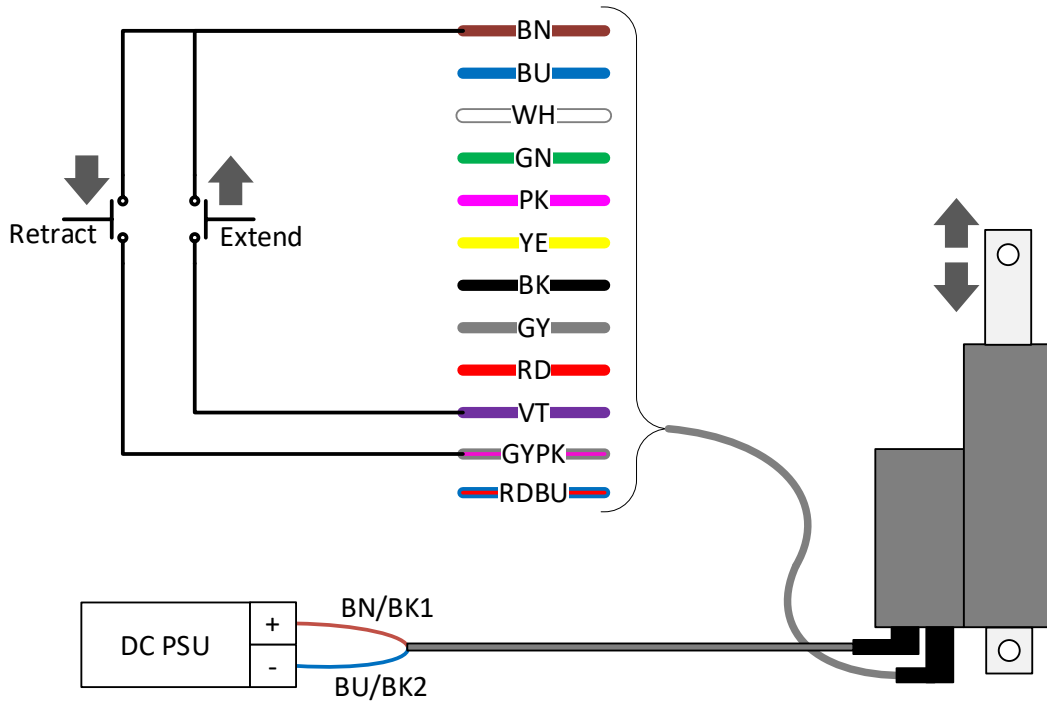 BN
BU
WH
GN
PK
Retract
Extend
YE
BK
GY
RD
VT
GYPK
RDBU
BN/BK1
DC PSU
+
-
BU/BK2